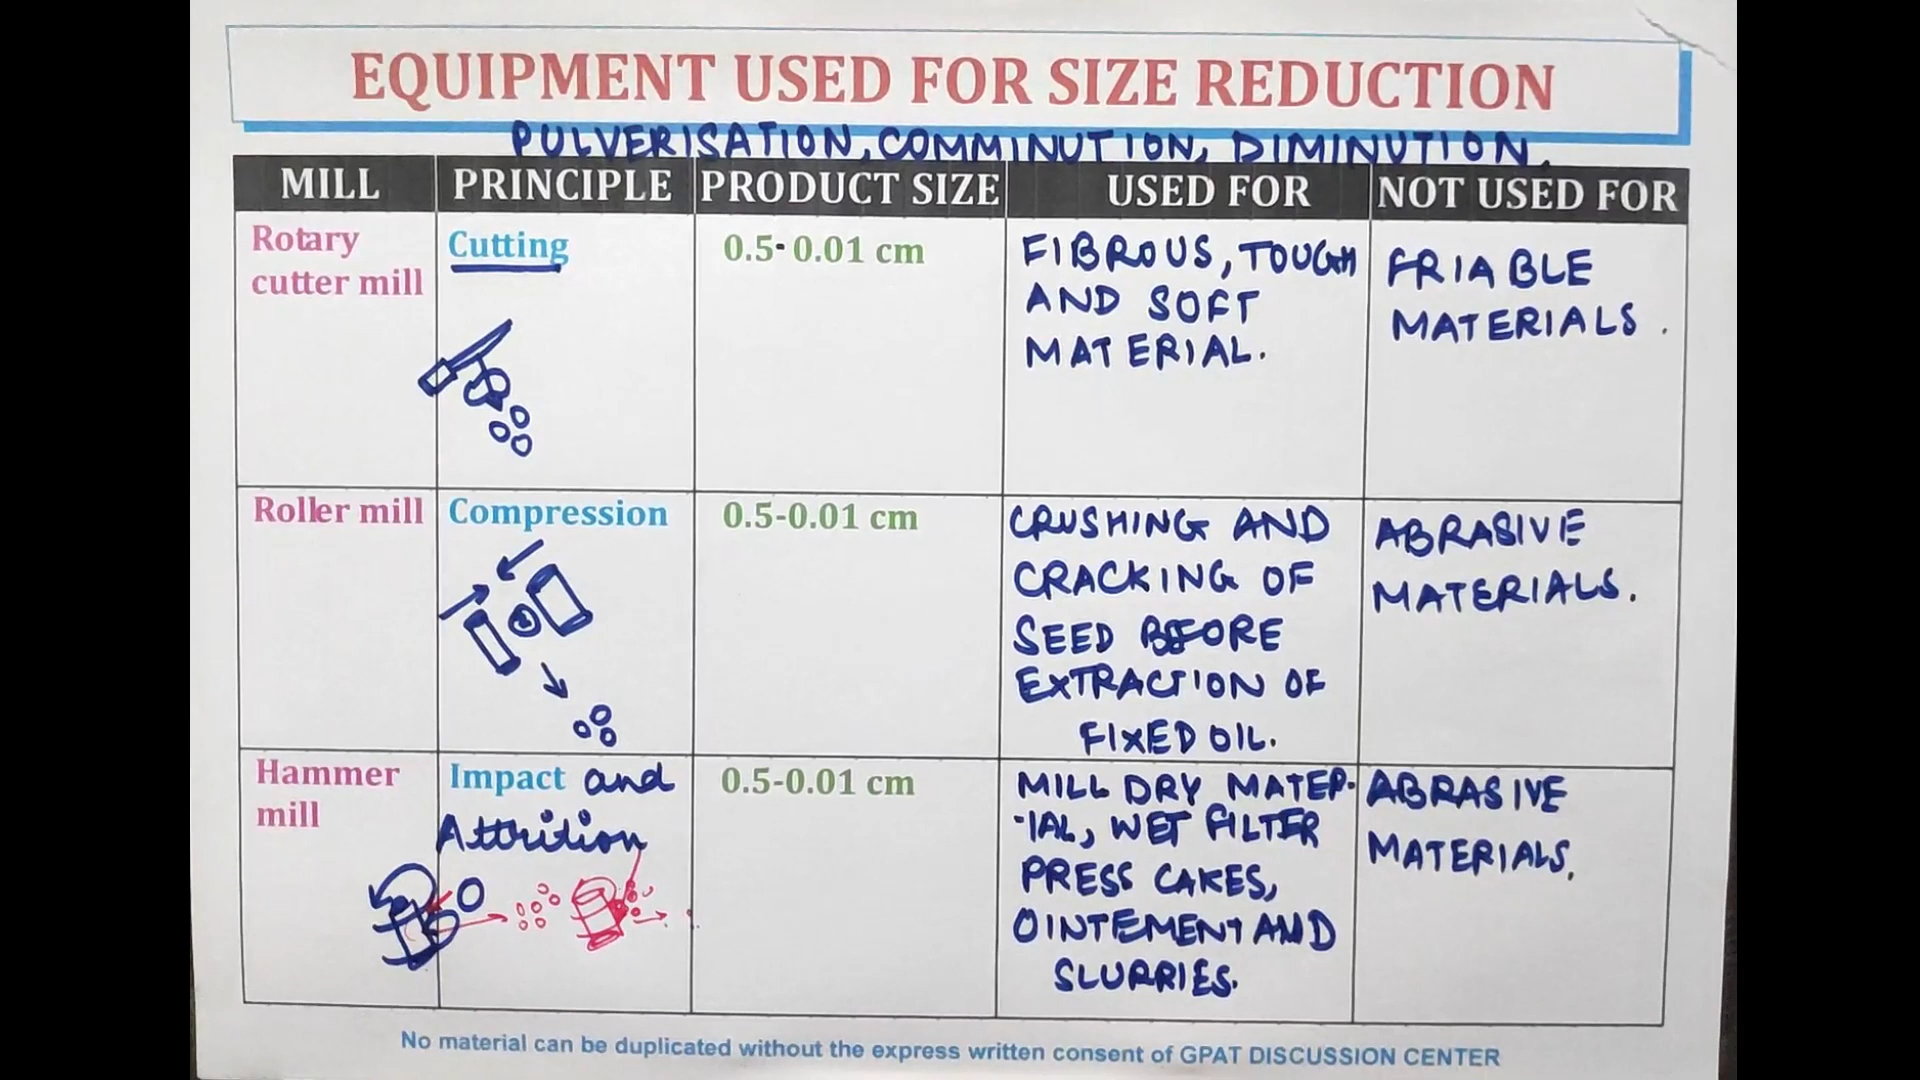 EQUIPMENT USED FOR SIZE REDUCTION
PULVERISATION, COMMINUTION, DIMINUTION.
MILL PRINCIPLE PRODUCT SIZE USED FOR NOT USED FOR
Rotary
cutter mill
Cutting
0.5-0.01 cm
FIBROUS, TOUGH
AND SOFT
MATERIAL.
FRIABLE
MATERIALS.
Roller mill
Compression
0.5-0.01 cm
CRUSHING AND
CRACKING OF
SEED BEFORE
EXTRACTION OF
FIXED OIL.
ABRASIVE
MATERIALS.
Hammer
mill
Impact and
Attrition
0.5-0.01 cm
MILL DRY MATER-
-IAL, WET FILTER
PRESS CAKES,
OINTEMENT AND
SLURRIES.
ABRASIVE
MATERIALS.
No material can be duplicated without the express written consent of GPAT DISCUSSION CENTER